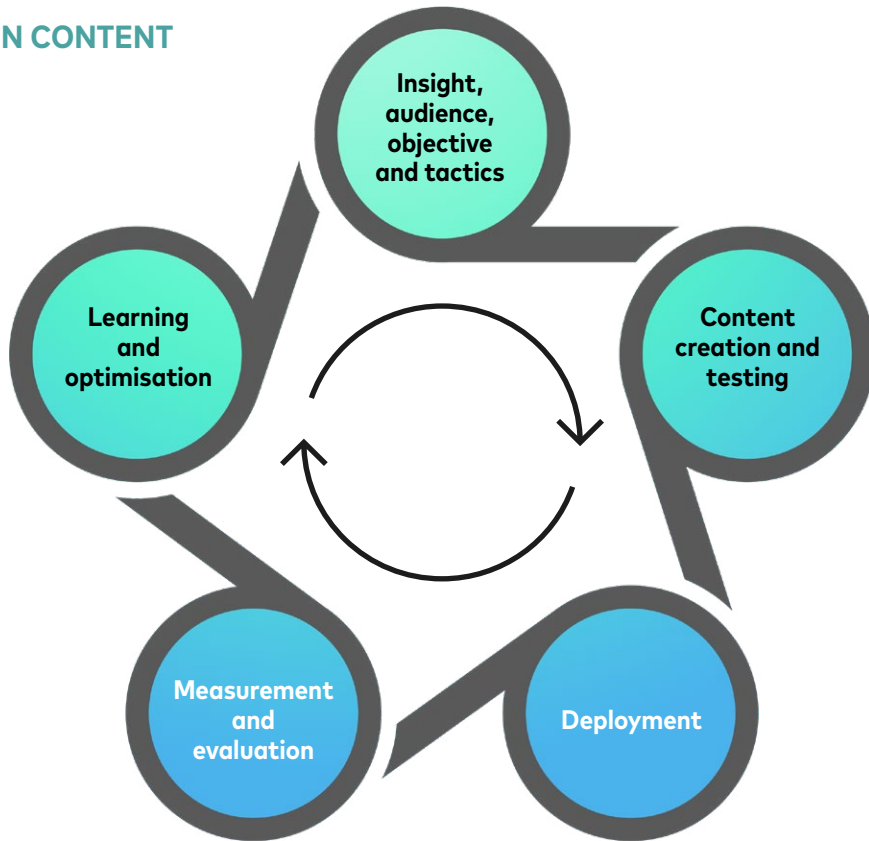 N CONTENT
Insight,
audience,
objective
and tactics
Content
creation and
testing
Deployment
Measurement
and
evaluation
Learning
and
optimisation